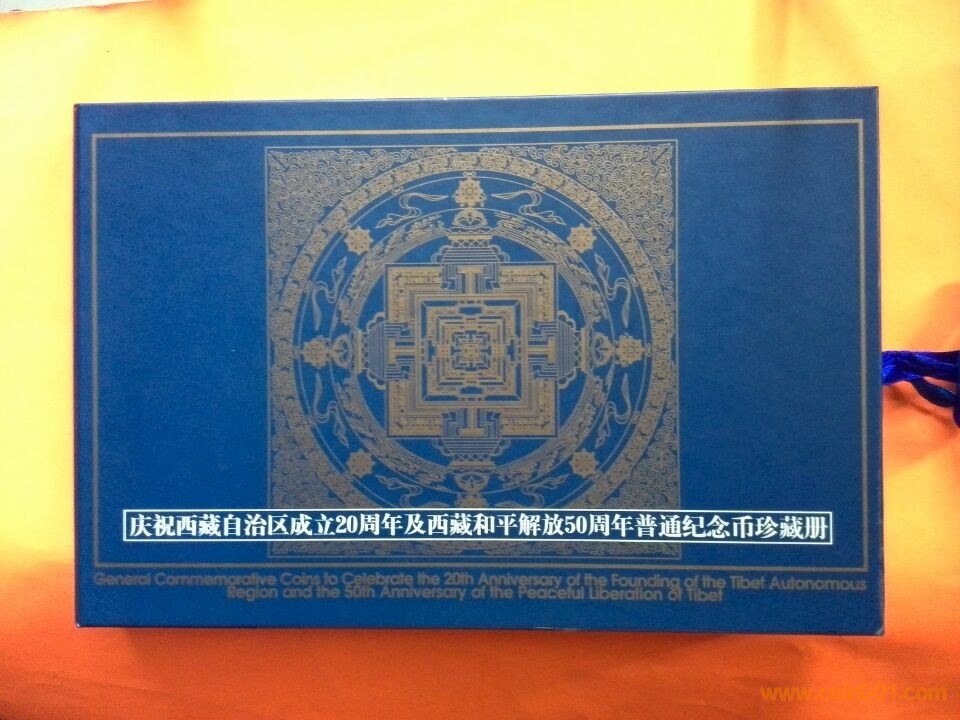 庆祝西藏自治区成立20周年及西藏和平解放50周年普通纪念币珍藏册
General Commemorative Coins to Celebrate the 20th Anniversary of the Founding of the Tibet Autonomous
Region and the 50th Anniversary of the Peaceful Liberation of Tibet